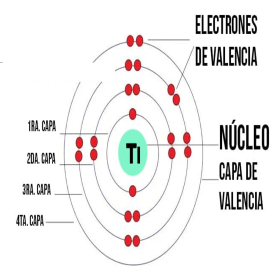 ELECTRONES
DE VALENCIA
1RA. CAPA
2DA. CAPA
3RA. CAPA
4TA. CAPA
TI
NÚCLEO
CAPA DE
VALENCIA